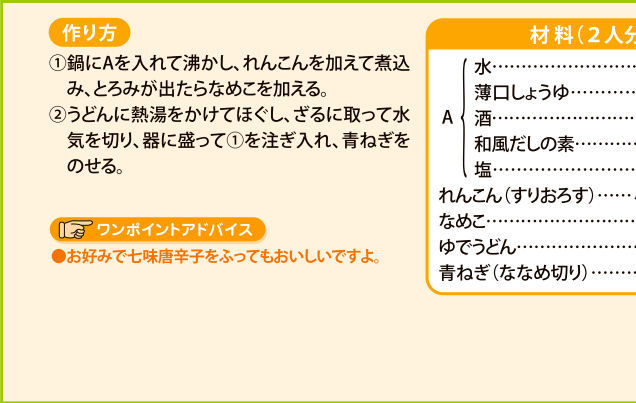 作り方
①鍋にAを入れて沸かし、れんこんを加えて煮込
み、とろみが出たらなめこを加える。
②うどんに熱湯をかけてほぐし、ざるに取って水
気を切り、器に盛って①を注ぎ入れ、青ねぎを
のせる。
ワンポイントアドバイス
●お好みで七味唐辛子をふってもおいしいですよ。
材料(2人分
A
水…………………………
薄口しょうゆ…………
酒…………………………
和風だしの素…………
塩…………………………
れんこん(すりおろす)……
なめこ……………………
ゆでうどん………………
青ねぎ(ななめ切り)………